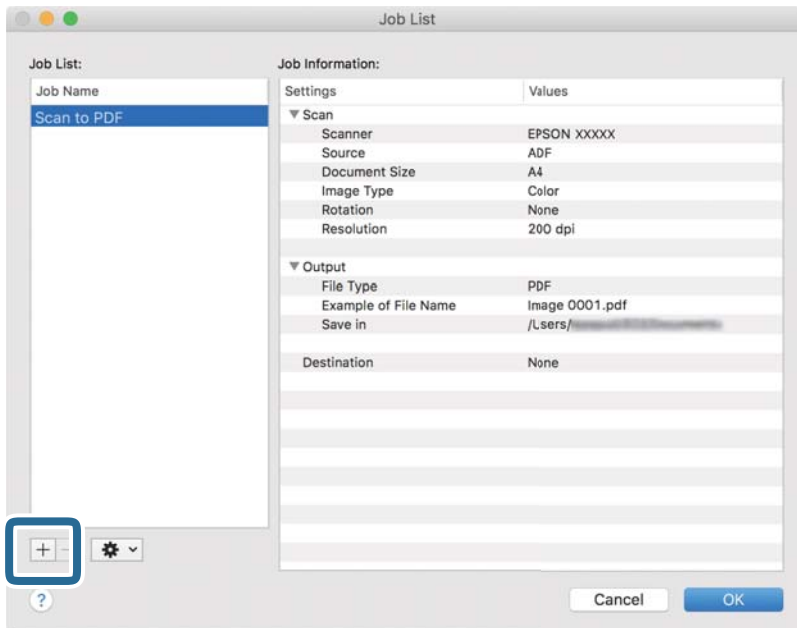 Job List
Job List:
Job Information:
Job Name
Settings Values
Scan to PDF
Scan
Scanner EPSON XXXXX
Source ADF
Document Size A4
Image Type Color
Rotation None
Resolution 200 dpi
Output
File Type PDF
Example of File Name Image 0001.pdf
Save in /Users/
Destination None
+ -
?
Cancel OK